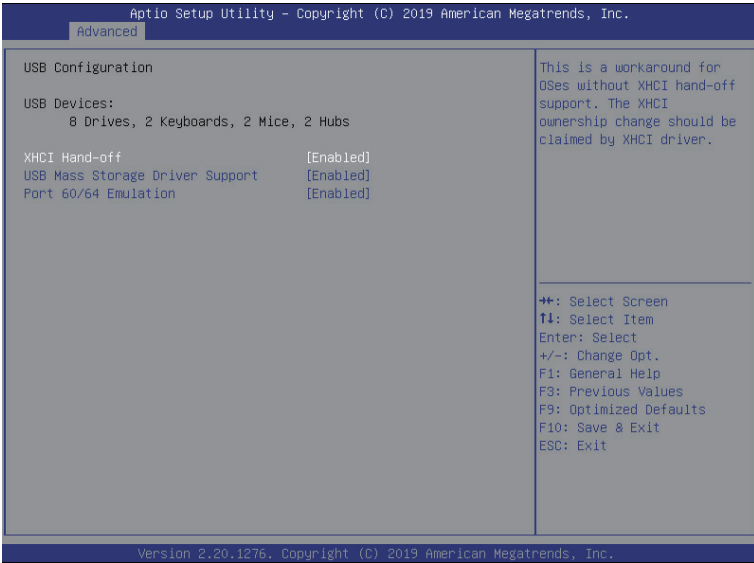 Aptio Setup Utility – Copyright (C) 2019 American Megatrends, Inc.
Advanced
USB Configuration
USB Devices:
8 Drives, 2 Keyboards, 2 Mice, 2 Hubs
XHCI Hand-off [Enabled]
USB Mass Storage Driver Support [Enabled]
Port 60/64 Emulation [Enabled]
This is a workaround for
OSes without XHCI hand-off
support. The XHCI
ownership change should be
claimed by XHCI driver.
→←: Select Screen
↑↓: Select Item
Enter: Select
+/-: Change Opt.
F1: General Help
F3: Previous Values
F9: Optimized Defaults
F10: Save & Exit
ESC: Exit
Version 2.20.1276. Copyright (C) 2019 American Megatrends, Inc.